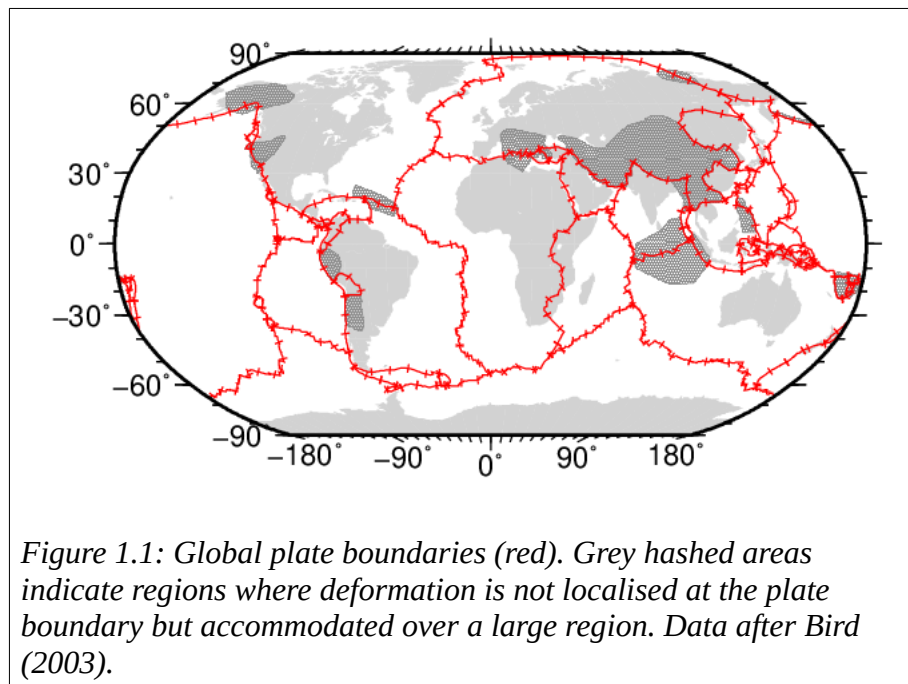 90°
60°
30°
0°
−30°
−60°
−90
−180° −90° 0° 90° 180°
Figure 1.1: Global plate boundaries (red). Grey hashed areas
indicate regions where deformation is not localised at the plate
boundary but accommodated over a large region. Data after Bird
(2003).